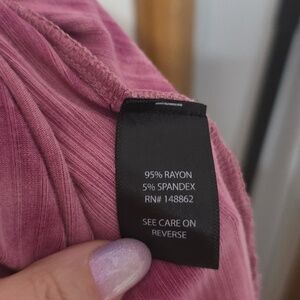 95% RAYON
5% SPANDEX
RN# 148862
SEE CARE ON
REVERSE